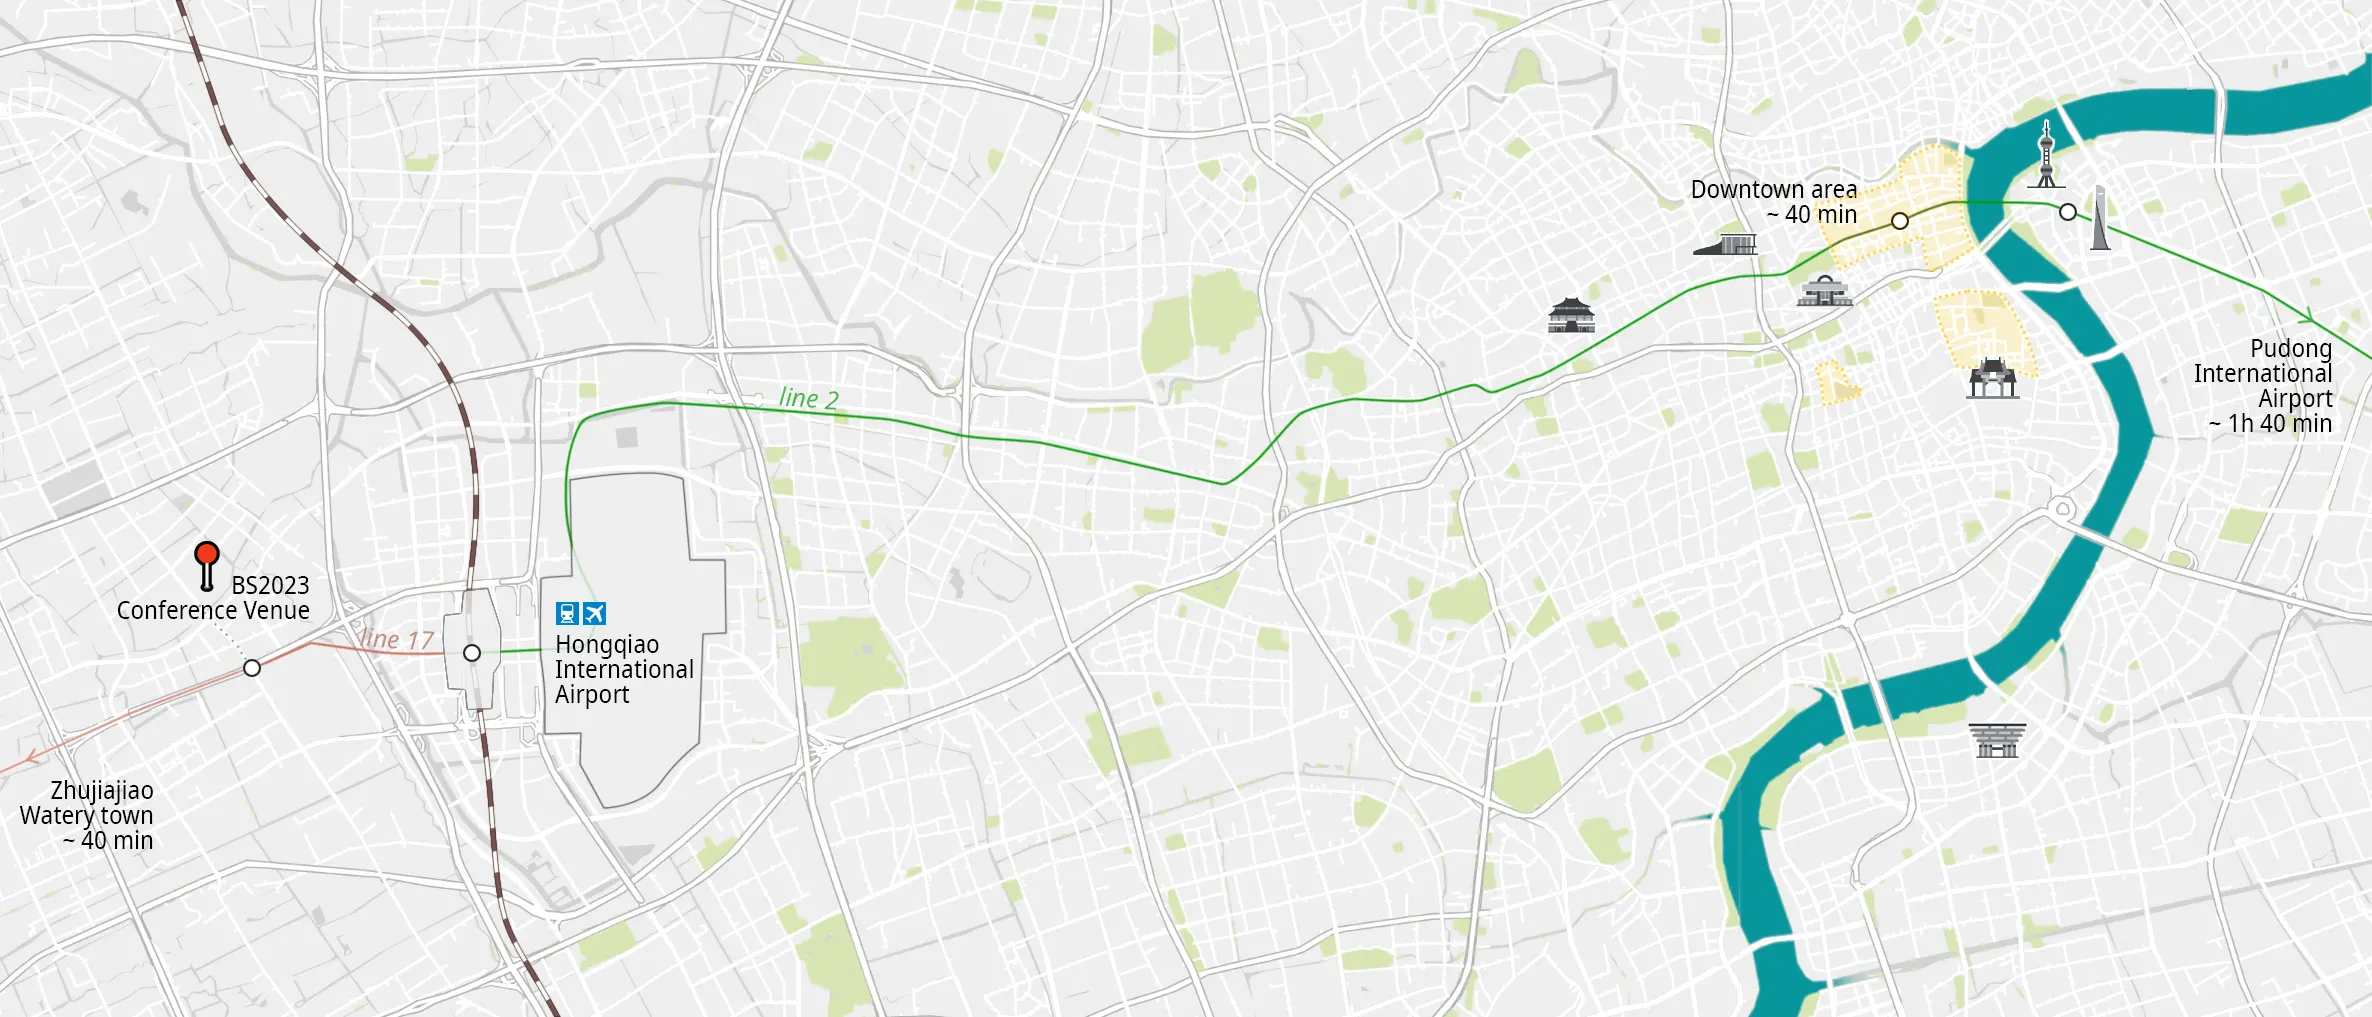 Downtown area
~ 40 min
Pudong
International
Airport
~ 1h 40 min
line 2
BS2023
Conference Venue
line 17
Hongqiao
International
Airport
Zhujiajiao
Watery town
~ 40 min